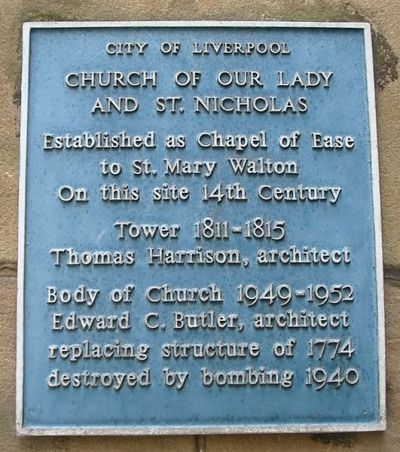 CITY OF LIVERPOOL
CHURCH OF OUR LADY
AND ST. NICHOLAS
Established as Chapel of Ease
to St. Mary Walton
On this site 14th Century
Tower 1811-1815
Thomas Harrison, architect
Body of Church 1949-1952
Edward C. Butler, architect
replacing structure of 1774
destroyed by bombing 1940